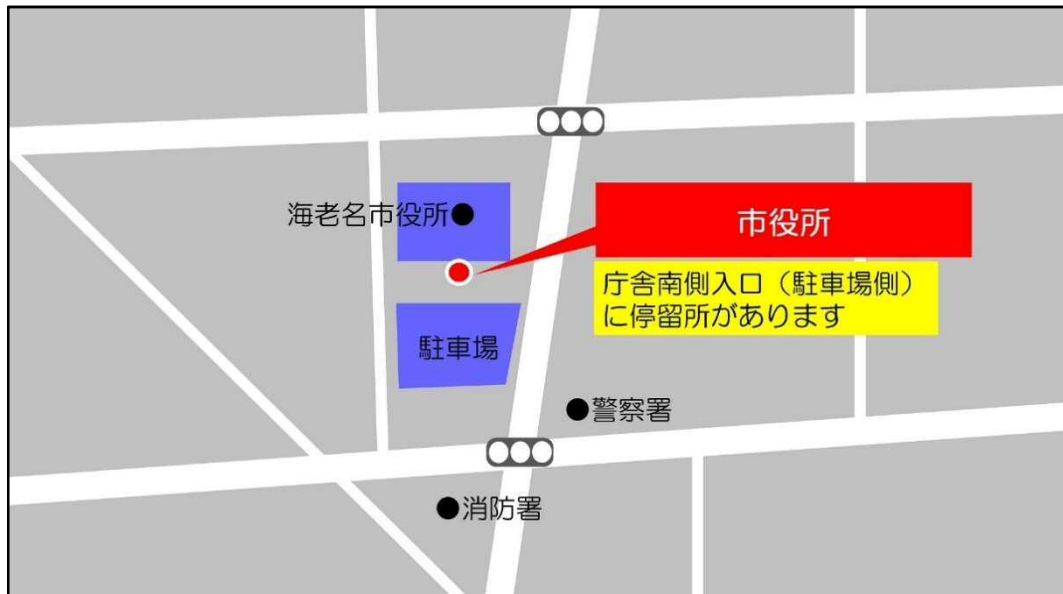 海老名市役所
市役所
庁舎南側入口（駐車場側）
に停留所があります
駐車場
警察署
消防署